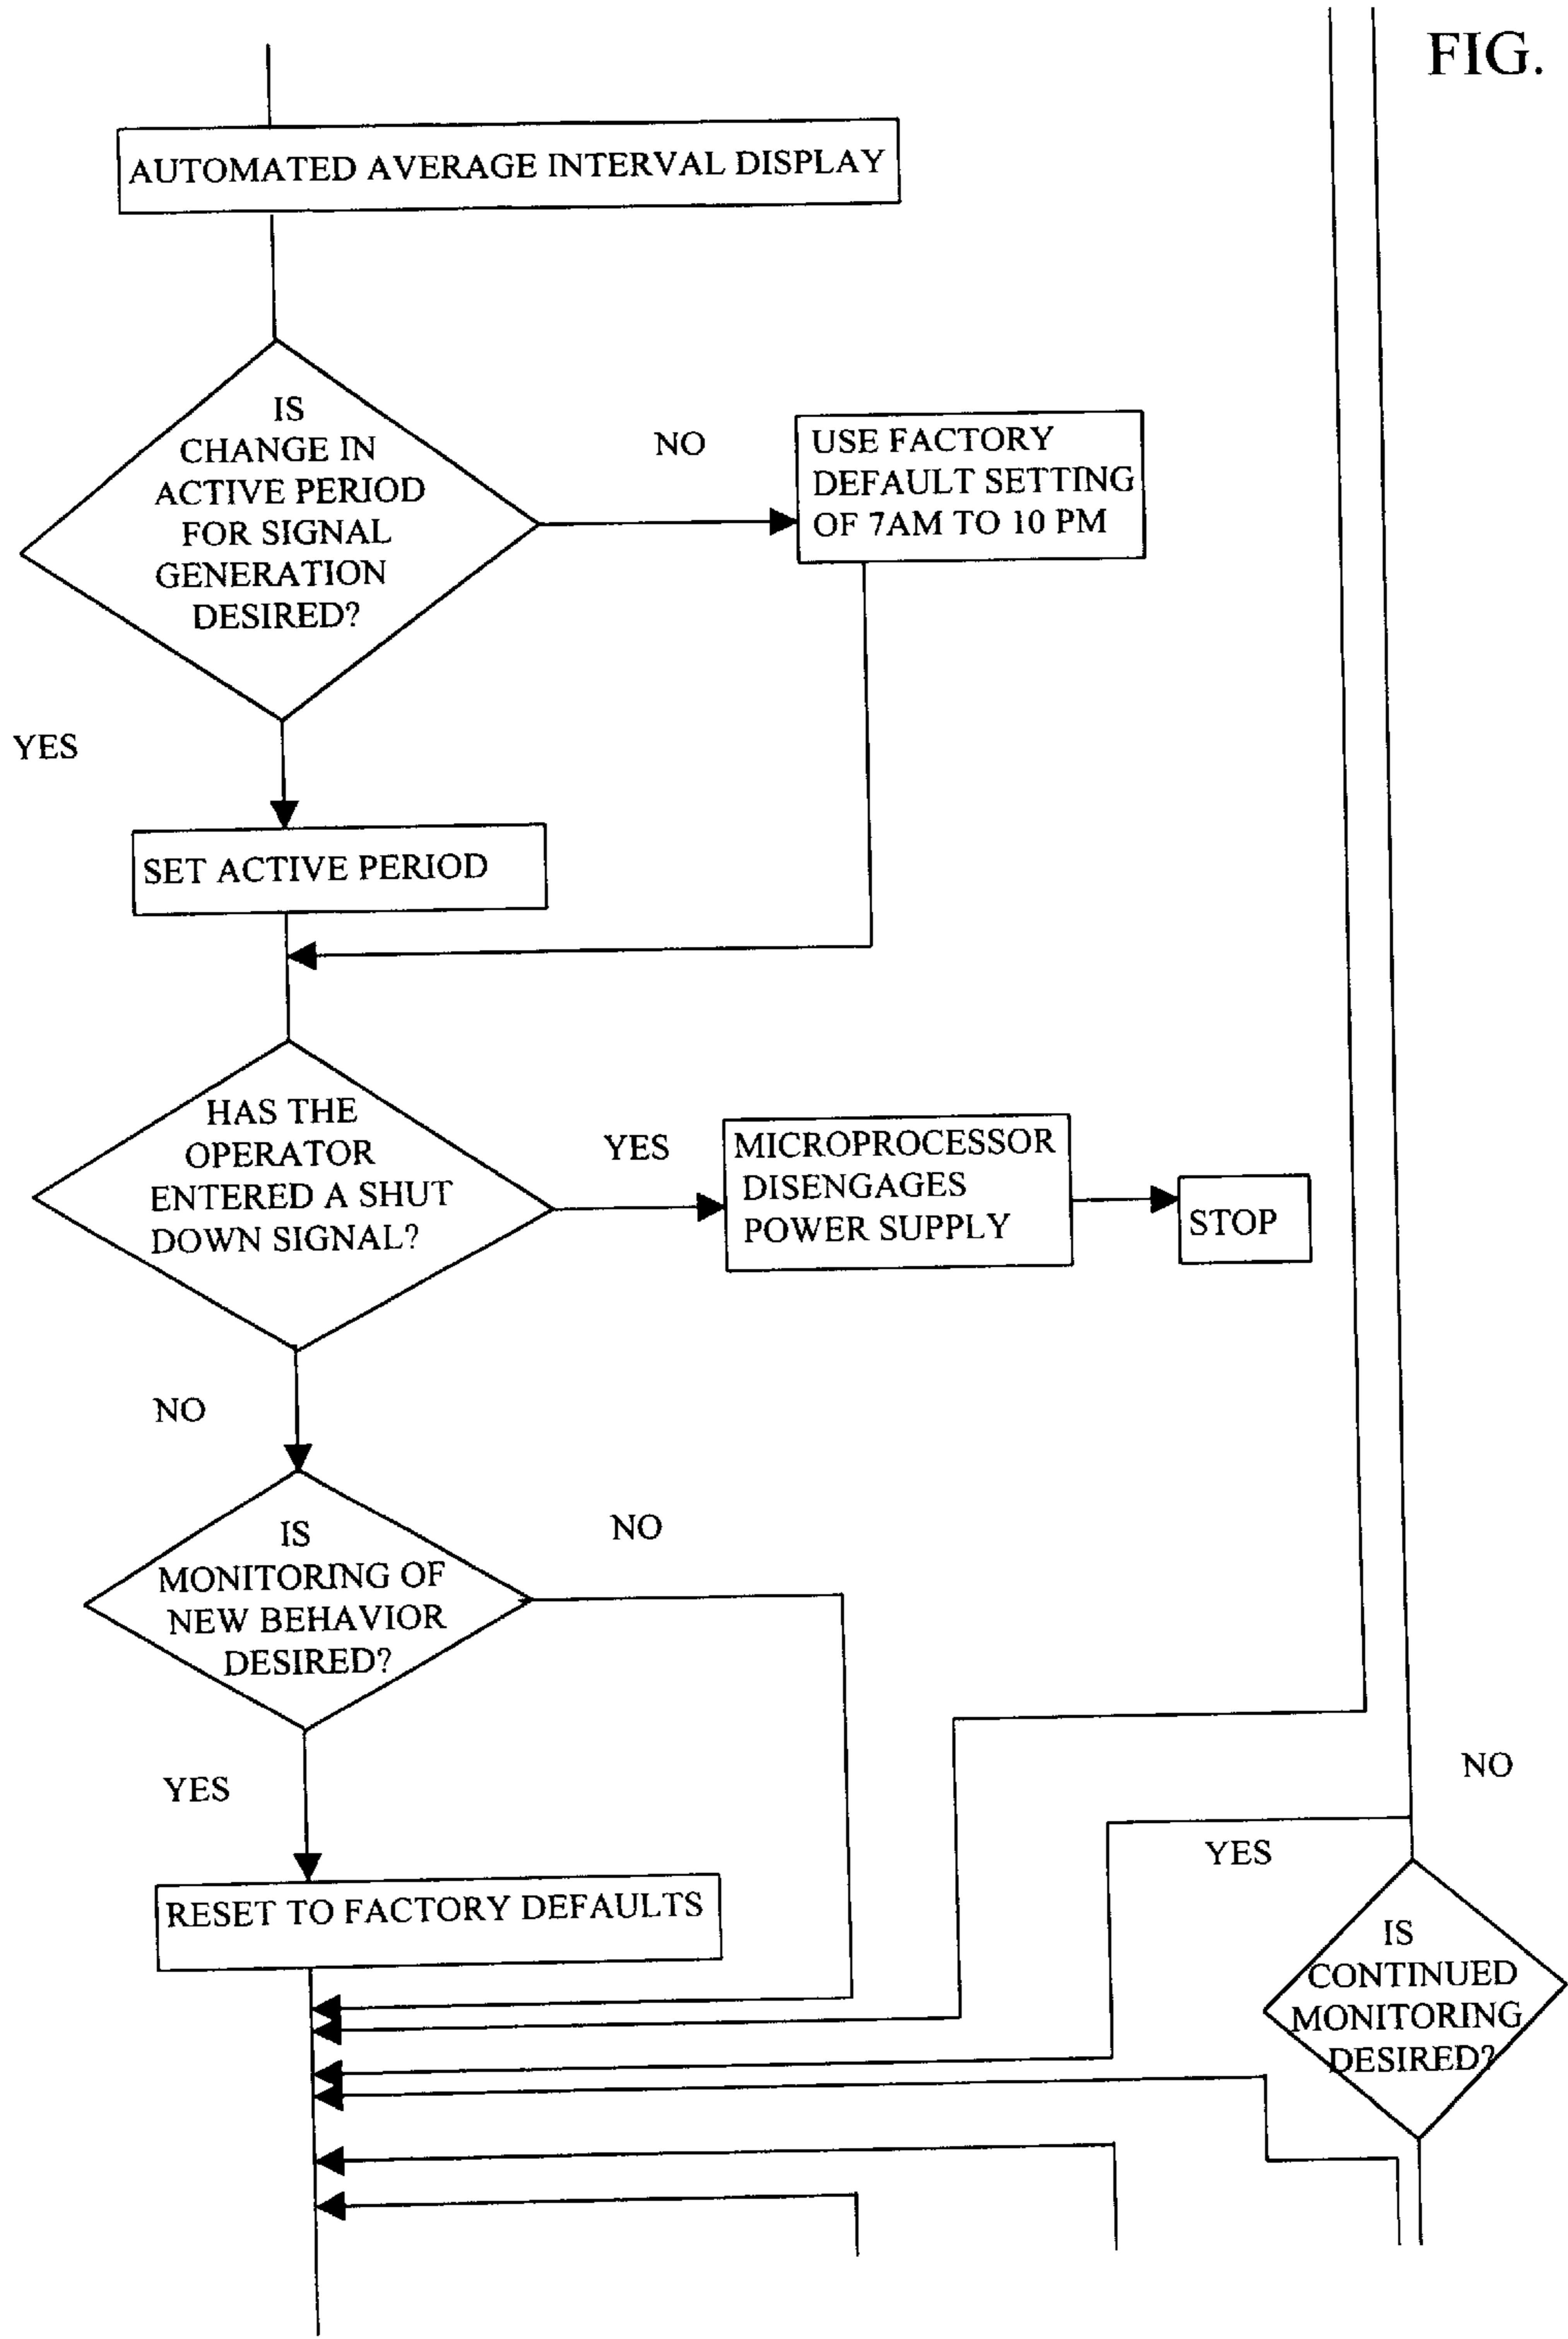 FIG.
AUTOMATED AVERAGE INTERVAL DISPLAY
IS
CHANGE IN
ACTIVE PERIOD
FOR SIGNAL
GENERATION
DESIRED?
NO
USE FACTORY
DEFAULT SETTING
OF 7AM TO 10 PM
YES
SET ACTIVE PERIOD
HAS THE
OPERATOR
ENTERED A SHUT
DOWN SIGNAL?
YES
MICROPROCESSOR
DISENGAGES
POWER SUPPLY
STOP
NO
IS
MONITORING OF
NEW BEHAVIOR
DESIRED?
NO
YES
RESET TO FACTORY DEFAULTS
NO
YES
IS
CONTINUED
MONITORING
DESIRED?